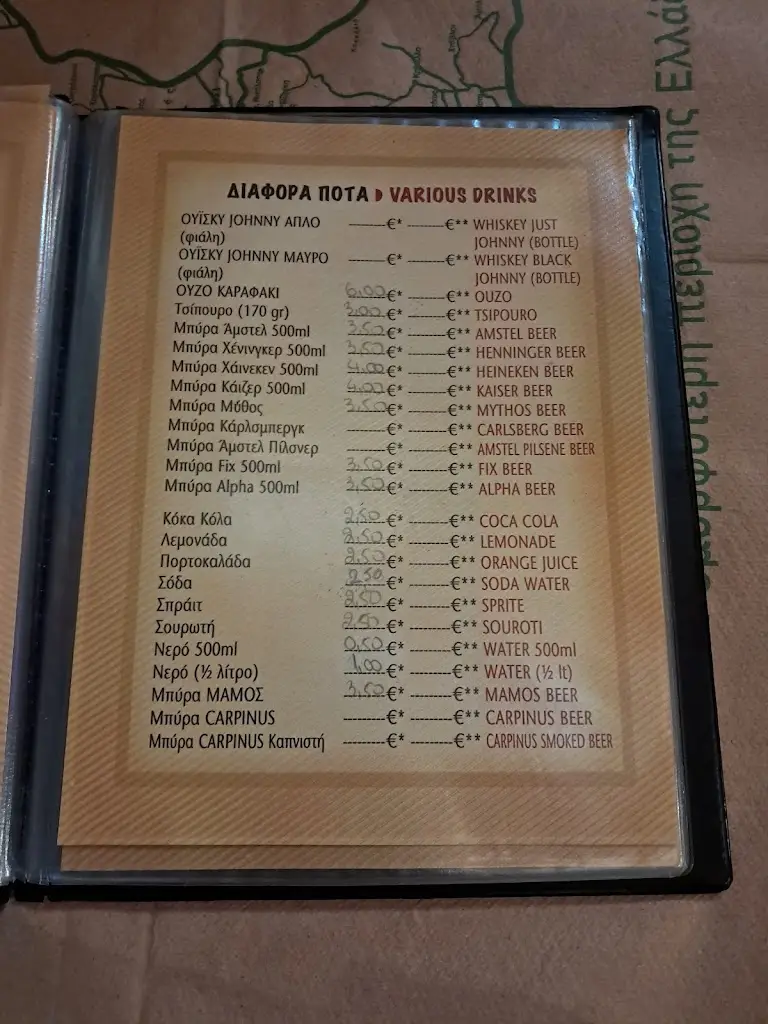 ομορφότερη περιοχή της Ελλά
ΔΙΑΦΟΡΑ ΠΟΤΑ VARIOUS DRINKS
ΟΥΪΣΚΥ JOHNNY ΑΠΛΟ --------€* --------€** WHISKEY JUST
(φιάλη) JOHNNY (BOTTLE)
ΟΥΪΣΚΥ JOHNNY ΜΑΥΡΟ --------€* --------€** WHISKEY BLACK
(φιάλη) JOHNNY (BOTTLE)
ΟΥΖΟ ΚΑΡΑΦΑΚΙ 6,00€* --------€** OUZO
Τσίπουρο (170 gr) 3,00€* --------€** TSIPOURO
Μπύρα Άμστελ 500ml 3,50€* --------€** AMSTEL BEER
Μπύρα Χένινγκερ 500ml 3,50€* --------€** HENNINGER BEER
Μπύρα Χάινεκεν 500ml 4,00€* --------€** HEINEKEN BEER
Μπύρα Κάιζερ 500ml 4,00€* --------€** KAISER BEER
Μπύρα Μύθος 3,50€* --------€** MYTHOS BEER
Μπύρα Κάρλσμπεργκ --------€* --------€** CARLSBERG BEER
Μπύρα Άμστελ Πίλσνερ --------€* --------€** AMSTEL PILSENE BEER
Μπύρα Fix 500ml 3,50€* --------€** FIX BEER
Μπύρα Alpha 500ml 3,50€* --------€** ALPHA BEER
Κόκα Κόλα 2,50€* --------€** COCA COLA
Λεμονάδα 2,50€* --------€** LEMONADE
Πορτοκαλάδα 2,50€* --------€** ORANGE JUICE
Σόδα 2,50€* --------€** SODA WATER
Σπράιτ 2,50€* --------€** SPRITE
Σουρωτή 2,50€* --------€** SOUROTI
Νερό 500ml 0,50€* --------€** WATER 500ml
Νερό (½ λίτρο) 1,00€* --------€** WATER (½ lt)
Μπύρα ΜΑΜΟΣ 3,50€* --------€** MAMOS BEER
Μπύρα CARPINUS --------€* --------€** CARPINUS BEER
Μπύρα CARPINUS Καπνιστή --------€* --------€** CARPINUS SMOKED BEER